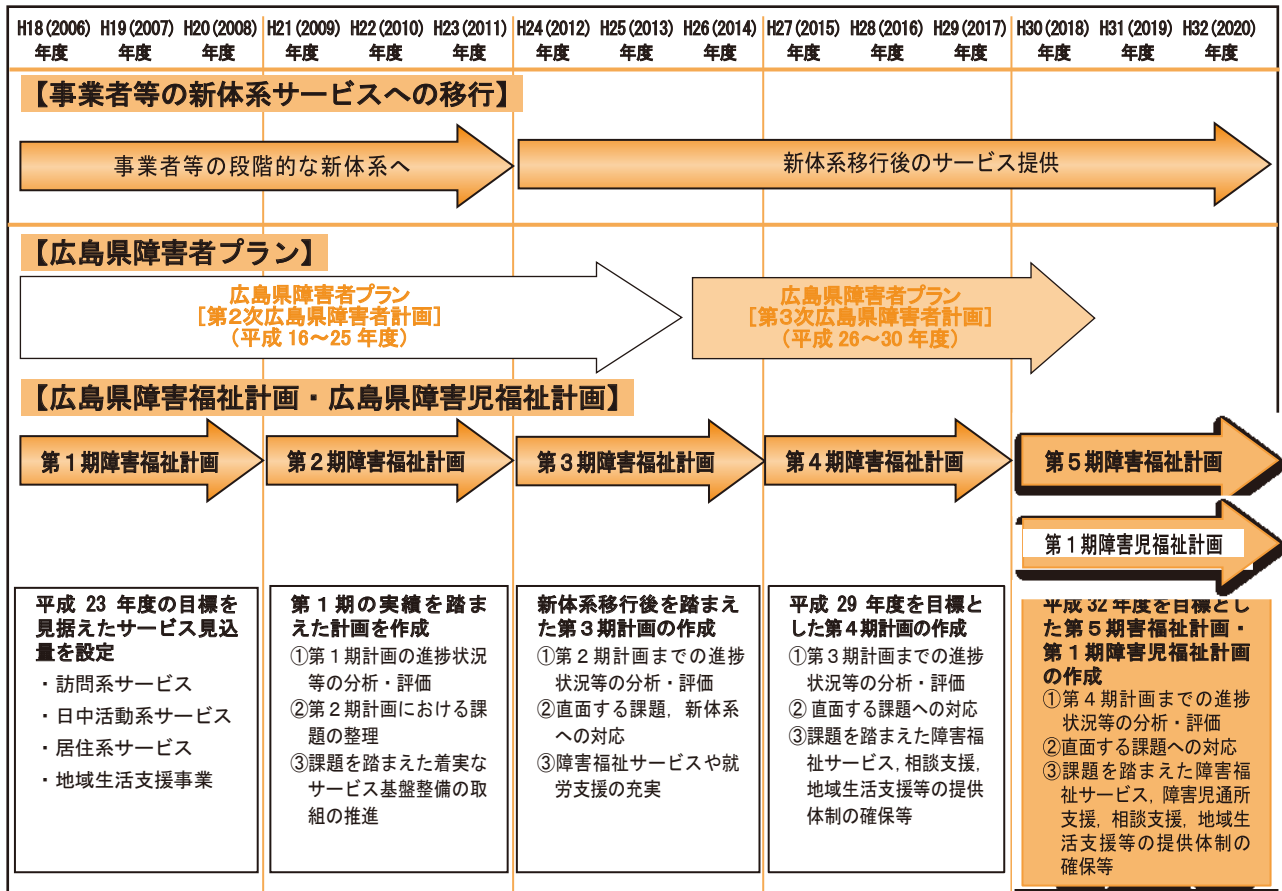 H18(2006)年度 H19(2007)年度 H20(2008)年度 H21(2009)年度 H22(2010)年度 H23(2011)年度 H24(2012)年度 H25(2013)年度 H26(2014)年度 H27(2015)年度 H28(2016)年度 H29(2017)年度 H30(2018)年度 H31(2019)年度 H32(2020)年度
【事業者等の新体系サービスへの移行】
事業者等の段階的な新体系へ
新体系移行後のサービス提供
【広島県障害者プラン】
広島県障害者プラン
[第2次広島県障害者計画]
(平成16~25年度)
広島県障害者プラン
[第3次広島県障害者計画]
(平成26~30年度)
【広島県障害福祉計画・広島県障害児福祉計画】
第1期障害福祉計画
第2期障害福祉計画
第3期障害福祉計画
第4期障害福祉計画
第5期障害福祉計画
第1期障害児福祉計画
平成 23 年度の目標を
見据えたサービス見込
量を設定
・訪問系サービス
・日中活動系サービス
・居住系サービス
・地域生活支援事業
第1期の実績を踏ま
えた計画を作成
①第1期計画の進捗状況
等の分析・評価
②第2期計画における課
題の整理
③課題を踏まえた着実な
サービス基盤整備の取
組の推進
新体系移行後を踏まえ
た第3期計画の作成
①第2期計画までの進捗
状況等の分析・評価
②直面する課題,新体系
への対応
③障害福祉サービスや就
労支援の充実
平成 29 年度を目標と
した第4期計画の作成
①第3期計画までの進捗
状況等の分析・評価
② 直面する課題への対応
③課題を踏まえた障害福
祉サービス,相談支援,
地域生活支援等の提供
体制の確保等
平成 32 年度を目標とし
た第5期害福祉計画・
第1期障害児福祉計画
の作成
①第4期計画までの進捗
状況等の分析・評価
②直面する課題への対応
③課題を踏まえた障害福
祉サービス,障害児通所
支援,相談支援,地域生
活支援等の提供体制の
確保等